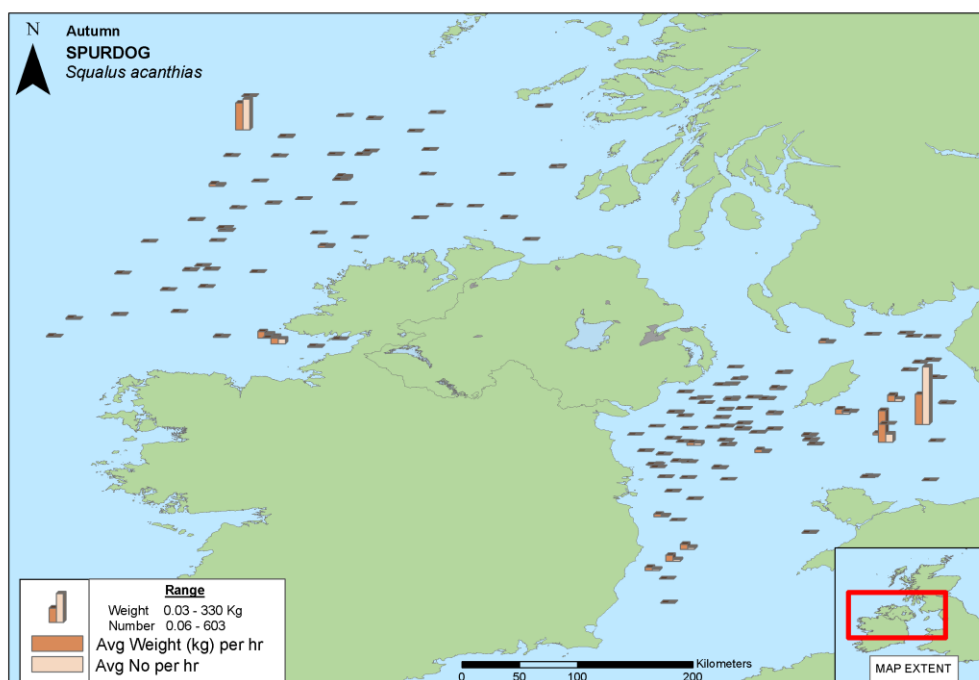 N
Autumn
SPURDOG
Squalus acanthias
Range
Weight 0.03 - 330 Kg
Number 0.06 - 603
Avg Weight (kg) per hr
Avg No per hr
Kilometers
0 50 100 200
MAP EXTENT